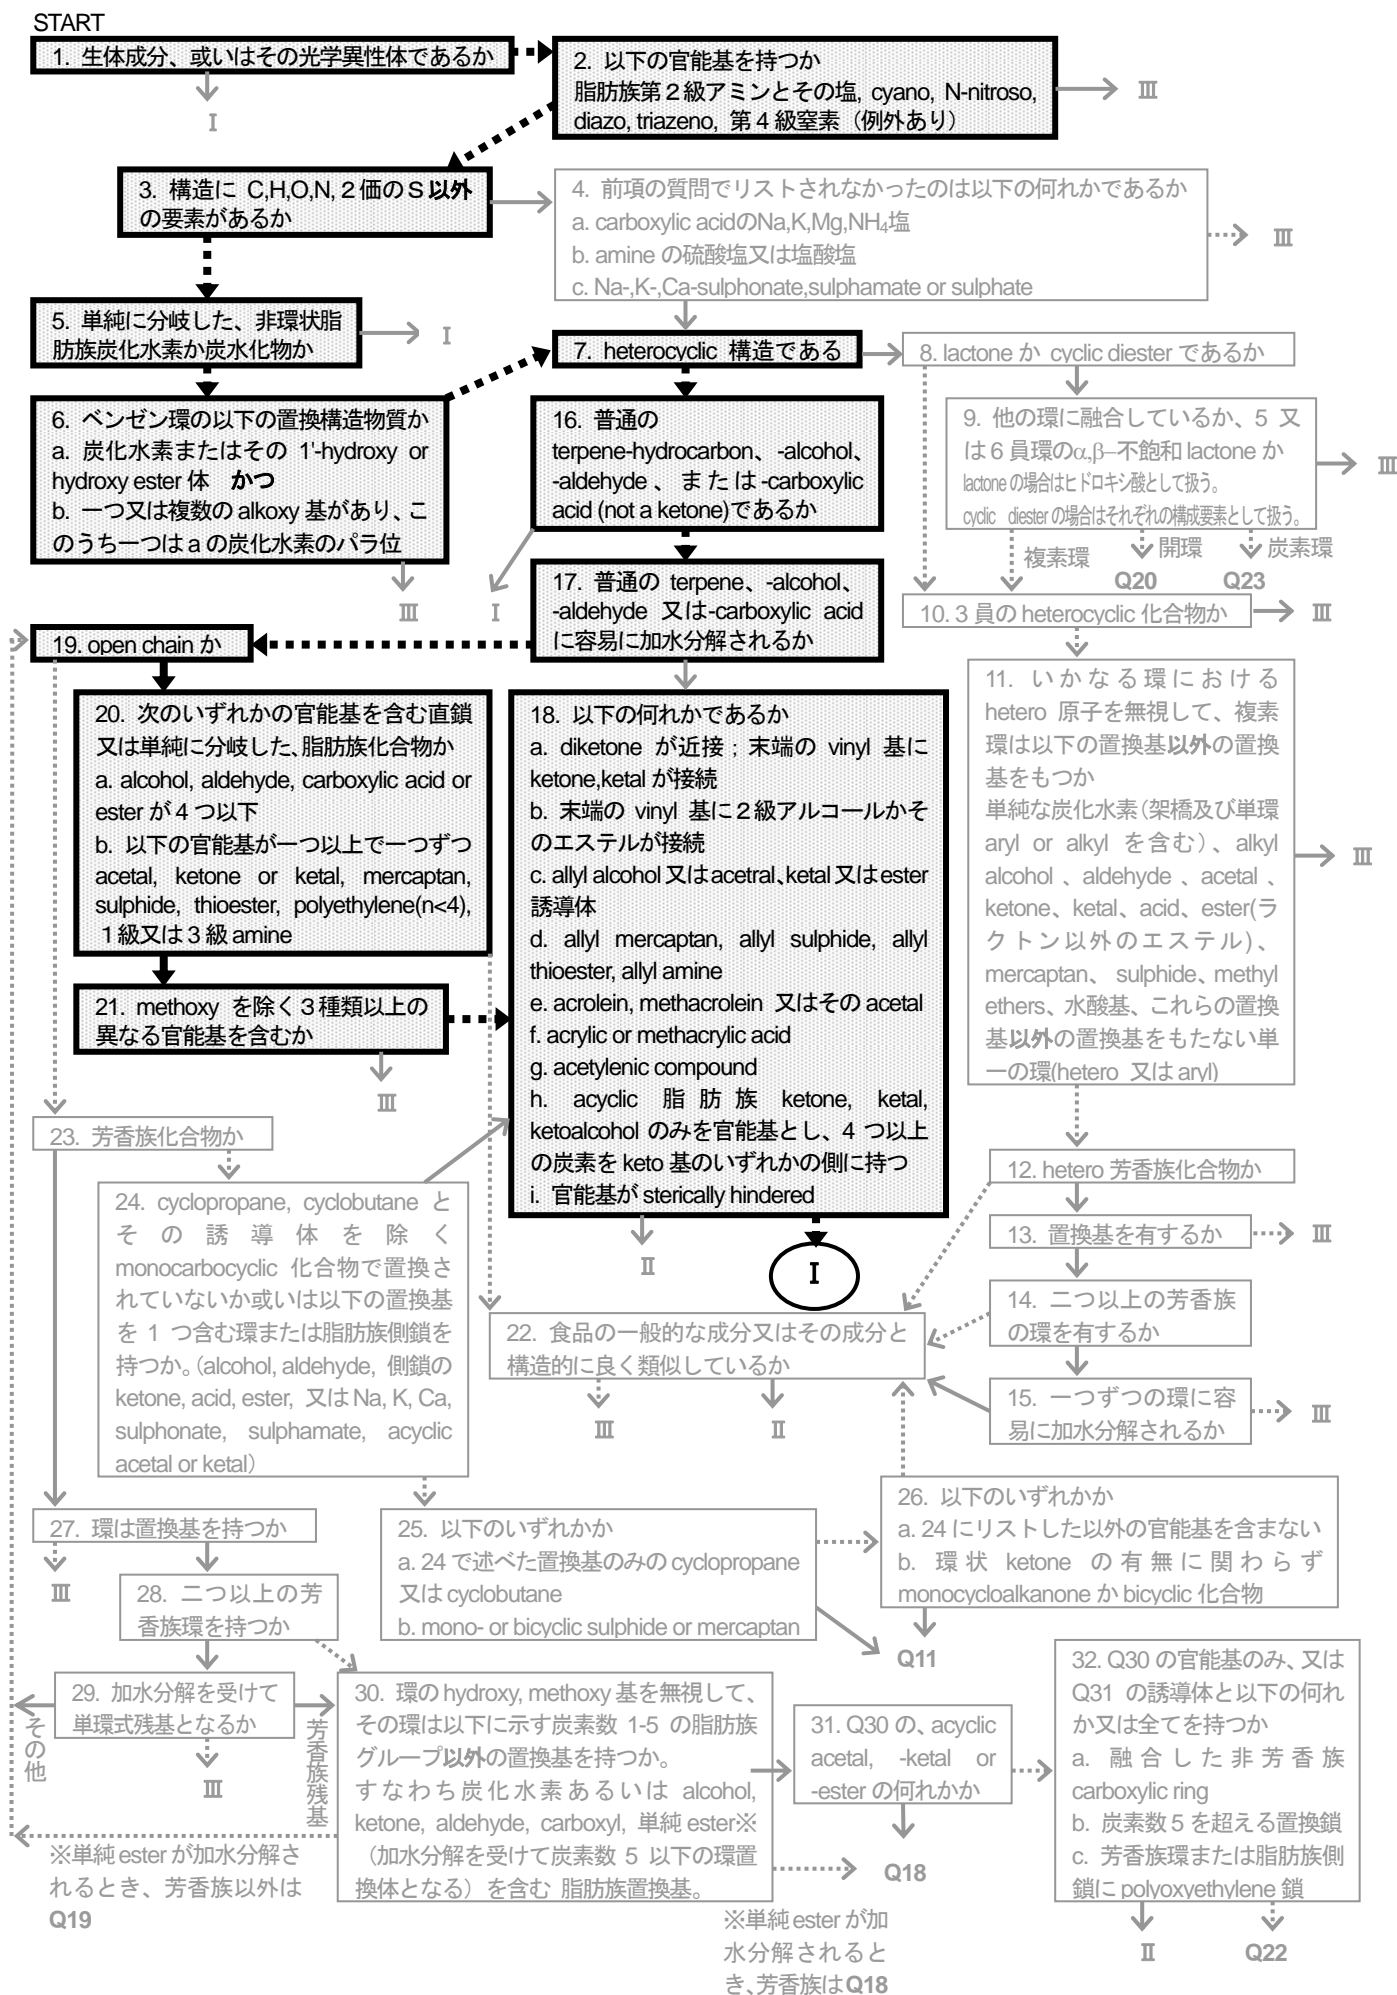 START
1. 生体成分、或いはその光学異性体であるか
I
2. 以下の官能基を持つか
脂肪族第2級アミンとその塩, cyano, N-nitroso,
diazo, triazeno, 第4級窒素（例外あり）
Ⅲ
3. 構造に C,H,O,N, 2価のS以外
の要素があるか
4. 前項の質問でリストされなかったのは以下の何れかであるか
a. carboxylic acidのNa,K,Mg,NH₄塩
b. amine の硫酸塩又は塩酸塩
c. Na-,K-,Ca-sulphonate,sulphamate or sulphate
Ⅲ
5. 単純に分岐した、非環状脂
肪族炭化水素か炭水化物か
I
7. heterocyclic 構造である
8. lactone か cyclic diester であるか
6. ベンゼン環の以下の置換構造物質か
a. 炭化水素またはその 1'-hydroxy or
hydroxy ester 体　かつ
b. 一つ又は複数の alkoxy 基があり、こ
のうち一つは a の炭化水素のパラ位
Ⅲ
16. 普通の
terpene-hydrocarbon、-alcohol、
-aldehyde 、または-carboxylic
acid (not a ketone)であるか
I
9. 他の環に融合しているか、5 又
は 6 員環のα,β–不飽和 lactone か
lactone の場合はヒドロキシ酸として扱う。
cyclic diester の場合はそれぞれの構成要素として扱う。
Ⅲ
複素環
開環
炭素環
Q20
Q23
17. 普通の terpene、-alcohol、
-aldehyde 又は-carboxylic acid
に容易に加水分解されるか
10. 3 員の heterocyclic 化合物か
Ⅲ
19. open chain か
20. 次のいずれかの官能基を含む直鎖
又は単純に分岐した、脂肪族化合物か
a. alcohol, aldehyde, carboxylic acid or
ester が 4 つ以下
b. 以下の官能基が一つ以上で一つずつ
acetal, ketone or ketal, mercaptan,
sulphide, thioester, polyethylene(n<4),
1級又は3級 amine
18. 以下の何れかであるか
a. diketone が近接；末端の vinyl 基に
ketone,ketal が接続
b. 末端の vinyl 基に2級アルコールかそ
のエステルが接続
c. allyl alcohol 又は acetral、ketal 又は ester
誘導体
d. allyl mercaptan, allyl sulphide, allyl
thioester, allyl amine
e. acrolein, methacrolein 又はその acetal
f. acrylic or methacrylic acid
g. acetylenic compound
h. acyclic 脂肪族 ketone, ketal,
ketoalcohol のみを官能基とし、4 つ以上
の炭素を keto 基のいずれかの側に持つ
i. 官能基が sterically hindered
Ⅱ
I
11. いかなる環における
hetero 原子を無視して、複素
環は以下の置換基以外の置換
基をもつか
単純な炭化水素（架橋及び単環
aryl or alkyl を含む）、alkyl
alcohol 、aldehyde 、acetal 、
ketone、ketal、acid、ester(ラ
クトン以外のエステル)、
mercaptan、 sulphide、methyl
ethers、水酸基、これらの置換
基以外の置換基をもたない単
一の環(hetero 又は aryl)
Ⅲ
21. methoxy を除く3種類以上の
異なる官能基を含むか
Ⅲ
23. 芳香族化合物か
12. hetero 芳香族化合物か
24. cyclopropane, cyclobutane と
その誘導体を除く
monocarbocyclic 化合物で置換さ
れていないか或いは以下の置換基
を 1 つ含む環または脂肪族側鎖を
持つか。（alcohol, aldehyde, 側鎖の
ketone, acid, ester, 又は Na, K, Ca,
sulphonate, sulphamate, acyclic
acetal or ketal）
13. 置換基を有するか
Ⅲ
14. 二つ以上の芳香族
の環を有するか
22. 食品の一般的な成分又はその成分と
構造的に良く類似しているか
Ⅲ
Ⅱ
15. 一つずつの環に容
易に加水分解されるか
Ⅲ
27. 環は置換基を持つか
Ⅲ
25. 以下のいずれかか
a. 24 で述べた置換基のみの cyclopropane
又は cyclobutane
b. mono- or bicyclic sulphide or mercaptan
26. 以下のいずれかか
a. 24 にリストした以外の官能基を含まない
b. 環状 ketone の有無に関わらず
monocycloalkanone か bicyclic 化合物
Q11
28. 二つ以上の芳
香族環を持つか
29. 加水分解を受けて
単環式残基となるか
その他
芳香族残基
Ⅲ
30. 環の hydroxy, methoxy 基を無視して、
その環は以下に示す炭素数 1-5 の脂肪族
グループ以外の置換基を持つか。
すなわち炭化水素あるいは alcohol,
ketone, aldehyde, carboxyl, 単純 ester※
（加水分解を受けて炭素数 5 以下の環置
換体となる）を含む 脂肪族置換基。
31. Q30 の、acyclic
acetal, -ketal or
-ester の何れかか
Q18
32. Q30 の官能基のみ、又は
Q31 の誘導体と以下の何れ
か又は全てを持つか
a. 融合した非芳香族
carboxylic ring
b. 炭素数 5 を超える置換鎖
c. 芳香族環または脂肪族側
鎖に polyoxyethylene 鎖
Ⅱ
Q22
※単純 ester が加水分解さ
れるとき、芳香族以外は
Q19
※単純 ester が加
水分解されると
き、芳香族は Q18